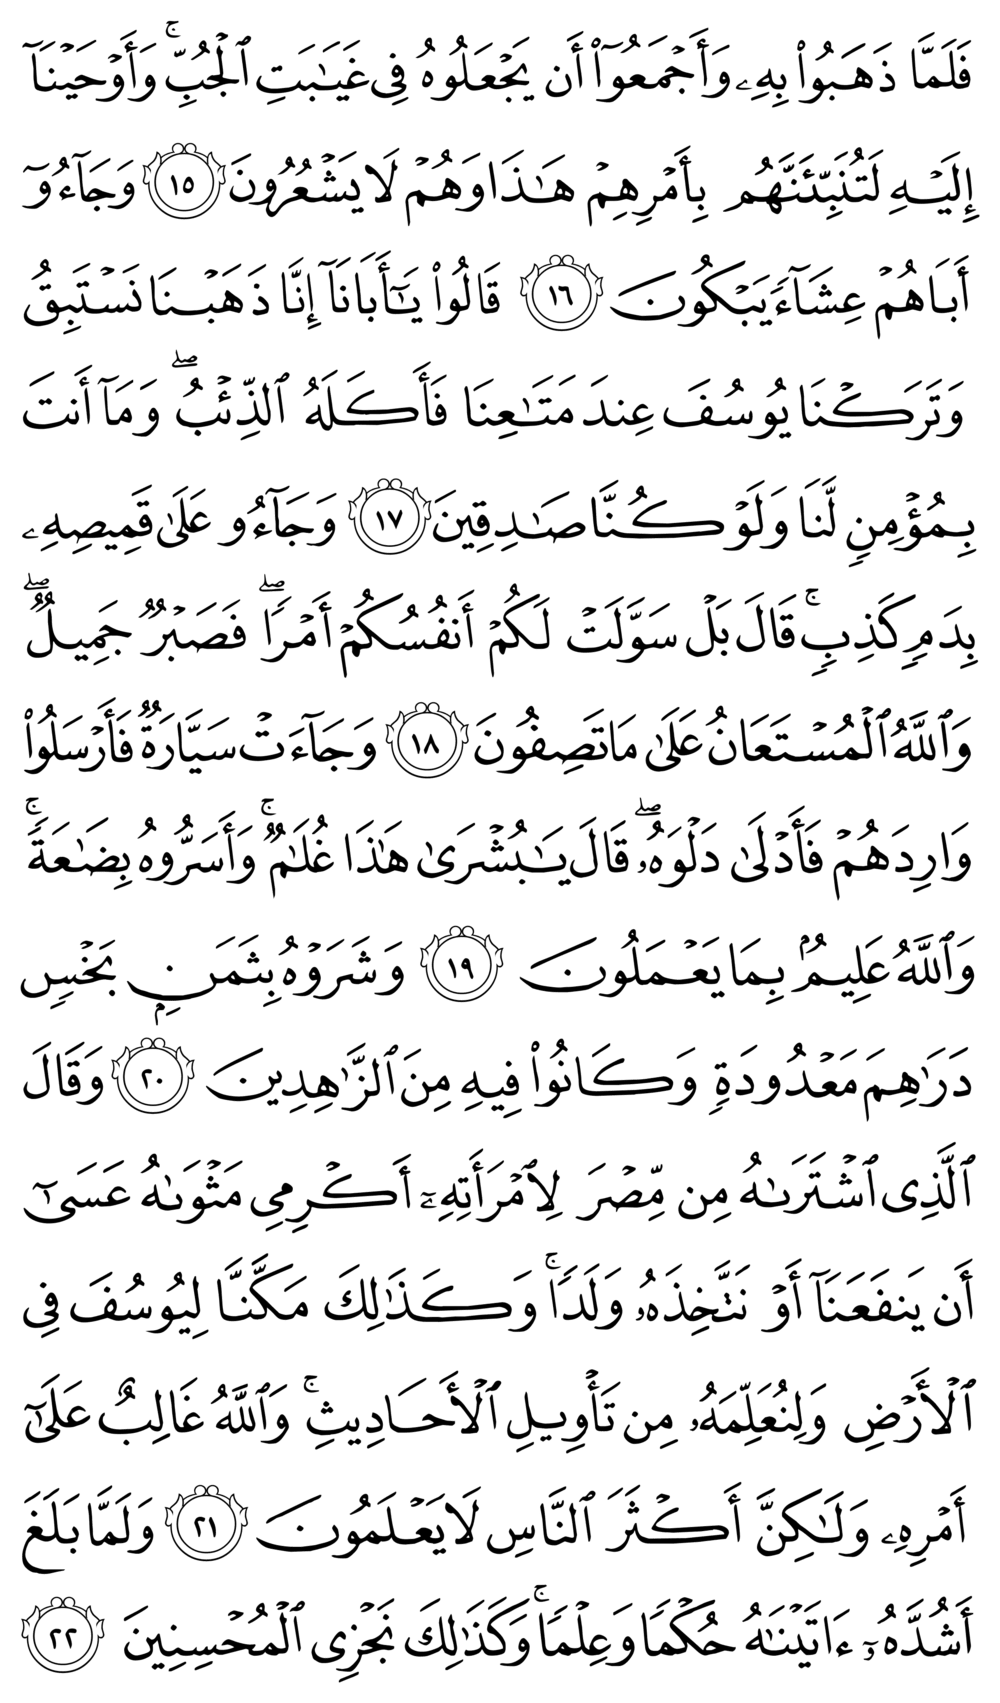 فَلَمَّا ذَهَبُوا۟ بِهِۦ وَأَجْمَعُوٓا۟ أَن يَجْعَلُوهُ فِى غَيَـٰبَتِ ٱلْجُبِّ ۚ وَأَوْحَيْنَآ
إِلَيْهِ لَتُنَبِّئَنَّهُم بِأَمْرِهِمْ هَـٰذَا وَهُمْ لَا يَشْعُرُونَ ١٥ وَجَآءُوٓ
أَبَاهُمْ عِشَآءً يَبْكُونَ ١٦ قَالُوا۟ يَـٰٓأَبَانَآ إِنَّا ذَهَبْنَا نَسْتَبِقُ
وَتَرَكْنَا يُوسُفَ عِندَ مَتَـٰعِنَا فَأَكَلَهُ ٱلذِّئْبُ ۖ وَمَآ أَنتَ
بِمُؤْمِنٍ لَّنَا وَلَوْ كُنَّا صَـٰدِقِينَ ١٧ وَجَآءُو عَلَىٰ قَمِيصِهِۦ
بِدَمٍ كَذِبٍ ۚ قَالَ بَلْ سَوَّلَتْ لَكُمْ أَنفُسُكُمْ أَمْرًا ۖ فَصَبْرٌ جَمِيلٌ ۖ
وَٱللَّهُ ٱلْمُسْتَعَانُ عَلَىٰ مَا تَصِفُونَ ١٨ وَجَآءَتْ سَيَّارَةٌ فَأَرْسَلُوا۟
وَارِدَهُمْ فَأَدْلَىٰ دَلْوَهُۥ ۖ قَالَ يَـٰبُشْرَىٰ هَـٰذَا غُلَـٰمٌ ۚ وَأَسَرُّوهُ بِضَـٰعَةً ۚ
وَٱللَّهُ عَلِيمٌۢ بِمَا يَعْمَلُونَ ١٩ وَشَرَوْهُ بِثَمَنٍۭ بَخْسٍ
دَرَٰهِمَ مَعْدُودَةٍ وَكَانُوا۟ فِيهِ مِنَ ٱلزَّٰهِدِينَ ٢٠ وَقَالَ
ٱلَّذِى ٱشْتَرَىٰهُ مِن مِّصْرَ لِٱمْرَأَتِهِۦٓ أَكْرِمِى مَثْوَىٰهُ عَسَىٰٓ
أَن يَنفَعَنَآ أَوْ نَتَّخِذَهُۥ وَلَدًا ۚ وَكَذَٰلِكَ مَكَّنَّا لِيُوسُفَ فِى
ٱلْأَرْضِ وَلِنُعَلِّمَهُۥ مِن تَأْوِيلِ ٱلْأَحَادِيثِ ۚ وَٱللَّهُ غَالِبٌ عَلَىٰٓ
أَمْرِهِۦ وَلَـٰكِنَّ أَكْثَرَ ٱلنَّاسِ لَا يَعْلَمُونَ ٢١ وَلَمَّا بَلَغَ
أَشُدَّهُۥٓ ءَاتَيْنَـٰهُ حُكْمًا وَعِلْمًا ۚ وَكَذَٰلِكَ نَجْزِى ٱلْمُحْسِنِينَ ٢٢